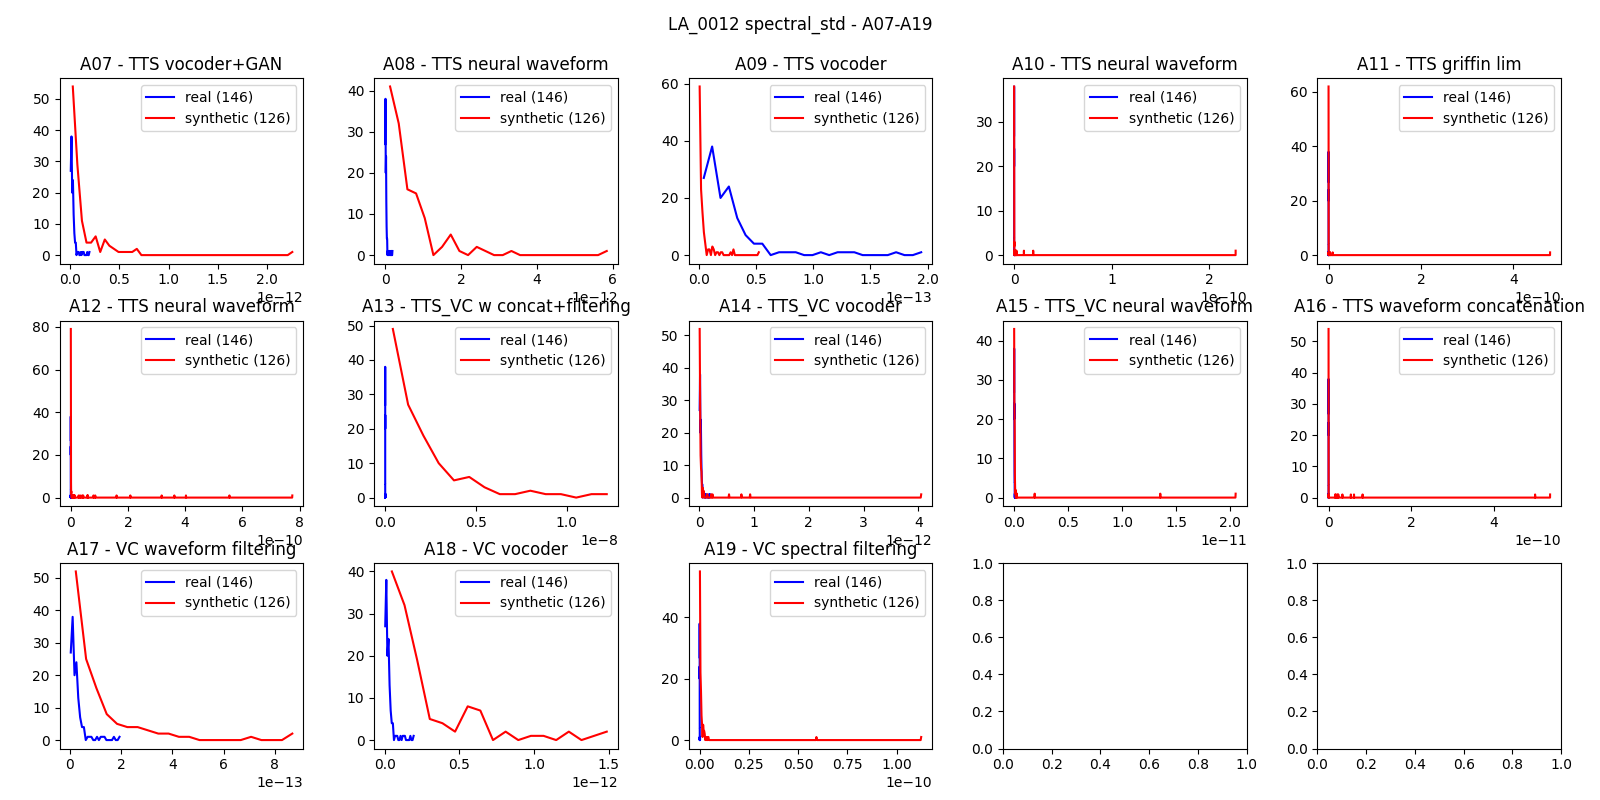 LA_0012 spectral_std - A07-A19
A07 - TTS vocoder+GAN
real (146)
synthetic (126)
0
10
20
30
40
50
0.0
0.5
1.0
1.5
2.0
1e−12
A08 - TTS neural waveform
real (146)
synthetic (126)
0
10
20
30
40
0
2
4
6
1e−12
A09 - TTS vocoder
real (146)
synthetic (126)
0
20
40
60
0.0
0.5
1.0
1.5
2.0
1e−13
A10 - TTS neural waveform
real (146)
synthetic (126)
0
10
20
30
0
1
2
1e−10
A11 - TTS griffin lim
real (146)
synthetic (126)
0
20
40
60
0
2
4
1e−10
A12 - TTS neural waveform
real (146)
synthetic (126)
0
20
40
60
80
0
2
4
6
8
1e−10
A13 - TTS_VC w concat+filtering
real (146)
synthetic (126)
0
10
20
30
40
50
0.0
0.5
1.0
1e−8
A14 - TTS_VC vocoder
real (146)
synthetic (126)
0
10
20
30
40
50
0
1
2
3
4
1e−12
A15 - TTS_VC neural waveform
real (146)
synthetic (126)
0
10
20
30
40
0.0
0.5
1.0
1.5
2.0
1e−11
A16 - TTS waveform concatenation
real (146)
synthetic (126)
0
10
20
30
40
50
0
2
4
1e−10
A17 - VC waveform filtering
real (146)
synthetic (126)
0
10
20
30
40
50
0
2
4
6
8
1e−13
A18 - VC vocoder
real (146)
synthetic (126)
0
10
20
30
40
0.0
0.5
1.0
1.5
1e−12
A19 - VC spectral filtering
real (146)
synthetic (126)
0
20
40
0.00
0.25
0.50
0.75
1.00
1e−10
0.0
0.2
0.4
0.6
0.8
1.0
0.0
0.2
0.4
0.6
0.8
1.0
0.0
0.2
0.4
0.6
0.8
1.0
0.0
0.2
0.4
0.6
0.8
1.0